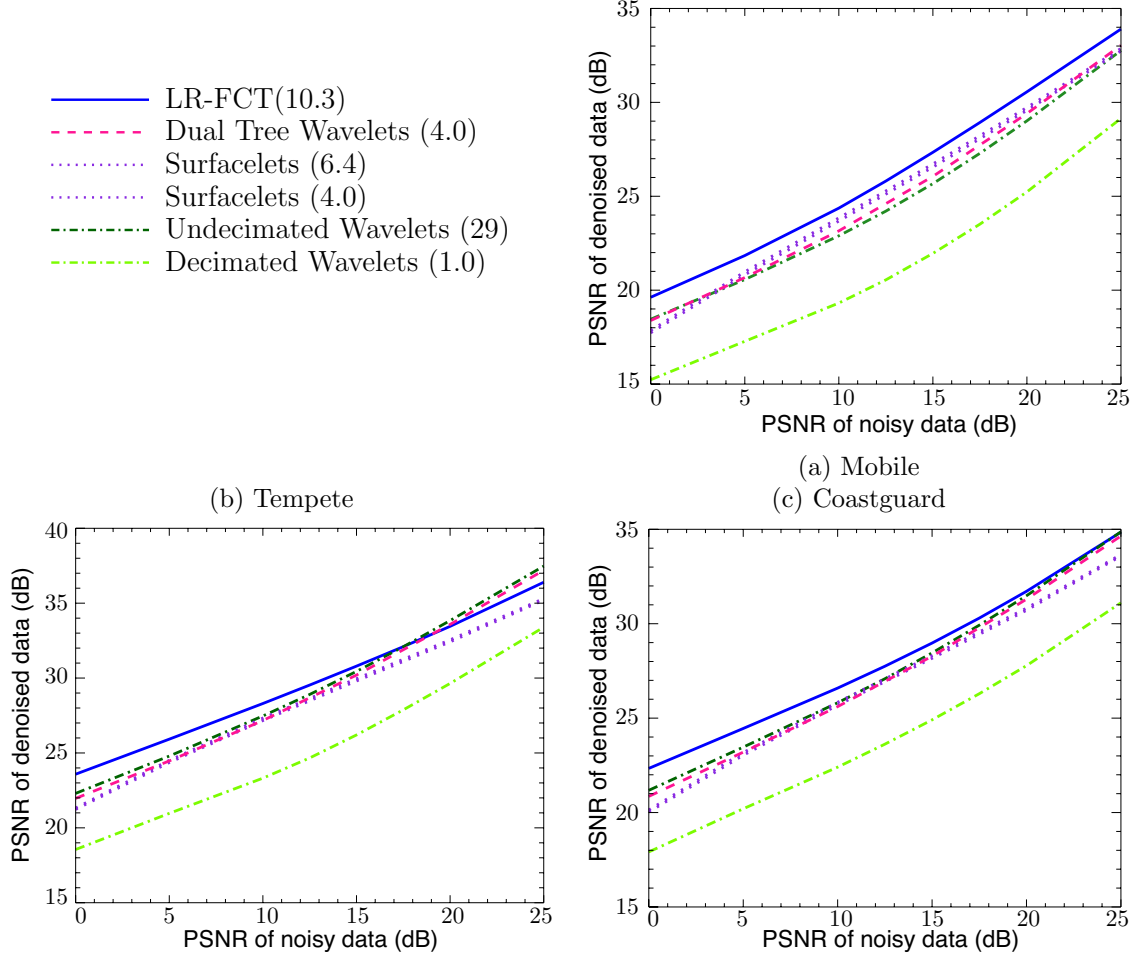 LR-FCT(10.3)
Dual Tree Wavelets (4.0)
Surfacelets (6.4)
Surfacelets (4.0)
Undecimated Wavelets (29)
Decimated Wavelets (1.0)
35
30
25
20
15
PSNR of denoised data (dB)
0 5 10 15 20 25
PSNR of noisy data (dB)
(a) Mobile
(b) Tempete
40
35
30
25
20
15
PSNR of denoised data (dB)
0 5 10 15 20 25
PSNR of noisy data (dB)
(c) Coastguard
35
30
25
20
15
PSNR of denoised data (dB)
0 5 10 15 20 25
PSNR of noisy data (dB)